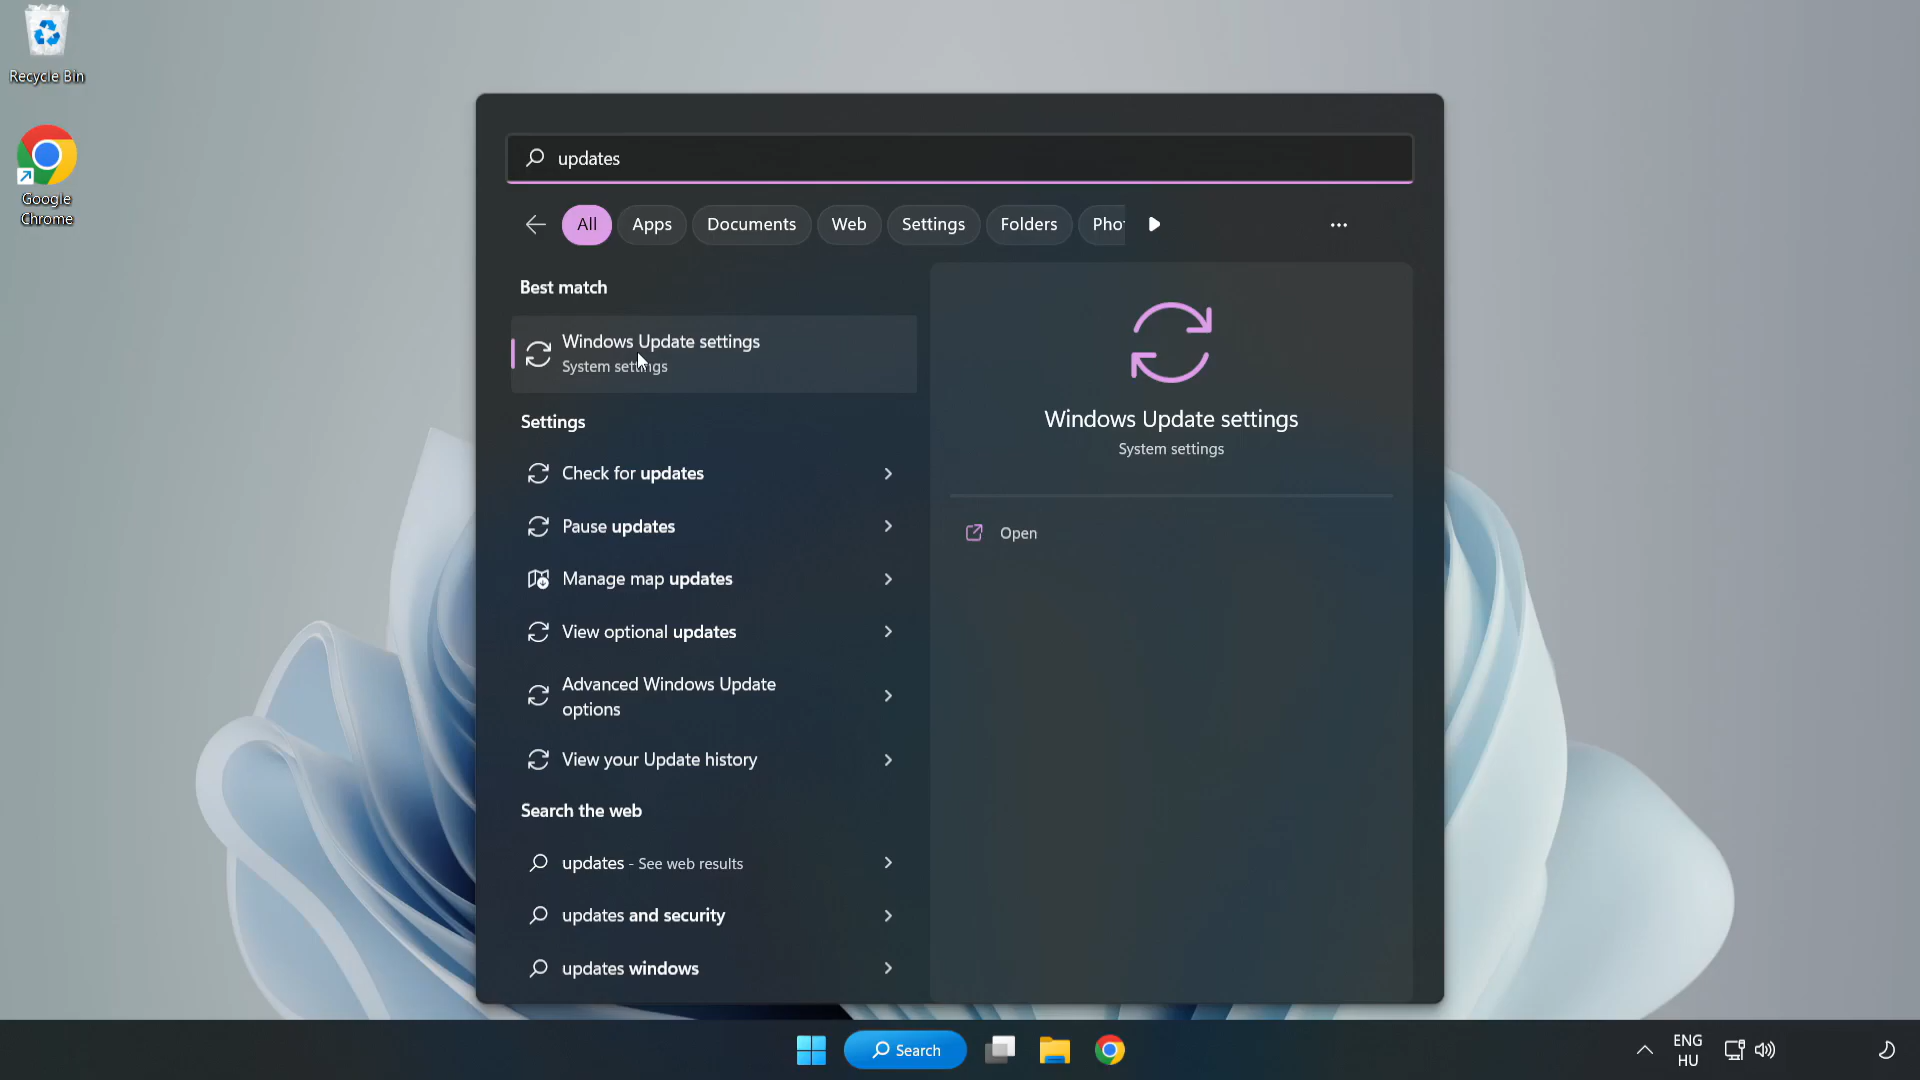 Recycle Bin
Google
Chrome
updates
All
Apps
Documents
Web
Settings
Folders
Pho
Best match
Windows Update settings
System settings
Settings
Check for updates
Pause updates
Manage map updates
View optional updates
Advanced Windows Update
options
View your Update history
Search the web
updates - See web results
updates and security
updates windows
Windows Update settings
System settings
Open
Search
ENG
HU